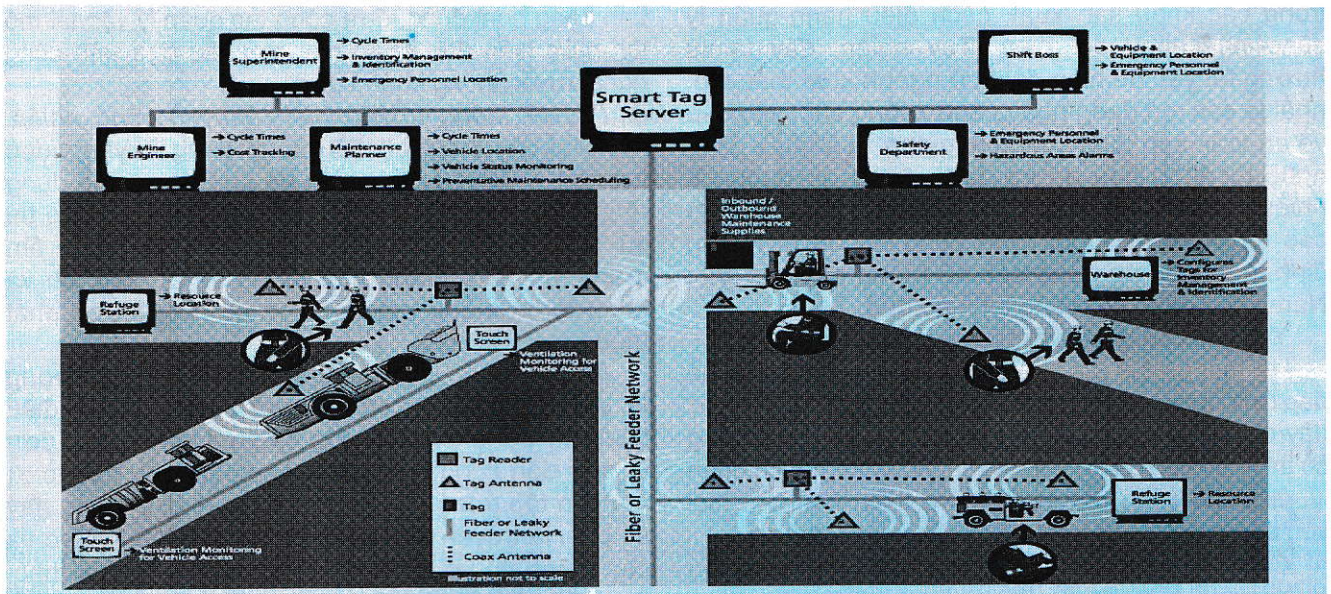 Mine
Superintendent
→ Cycle Times
→ Inventory Management
& Identification
→ Emergency Personnel Location
Smart Tag
Server
Shift Boss
→ Vehicle &
Equipment Location
→ Emergency Personnel
& Equipment Location
Mine
Engineer
→ Cycle Times
→ Cost Tracking
Maintenance
Planner
→ Cycle Times
→ Vehicle Location
→ Vehicle Status Monitoring
→ Preventative Maintenance Scheduling
Safety
Department
→ Emergency Personnel
& Equipment Location
→ Hazardous Areas Alarms
Inbound /
Outbound
Warehouse
Maintenance
Supplies
Warehouse
→ Configures
Tags for
Inventory
Management
& Identification
Refuge
Station
→ Resource
Location
Touch
Screen
→ Ventilation
Monitoring for
Vehicle Access
Fiber or Leaky Feeder Network
Tag Reader
Tag Antenna
Tag
Fiber or Leaky
Feeder Network
Coax Antenna
Illustration not to scale
Touch
Screen
→ Ventilation Monitoring
for Vehicle Access
Refuge
Station
→ Resource
Location